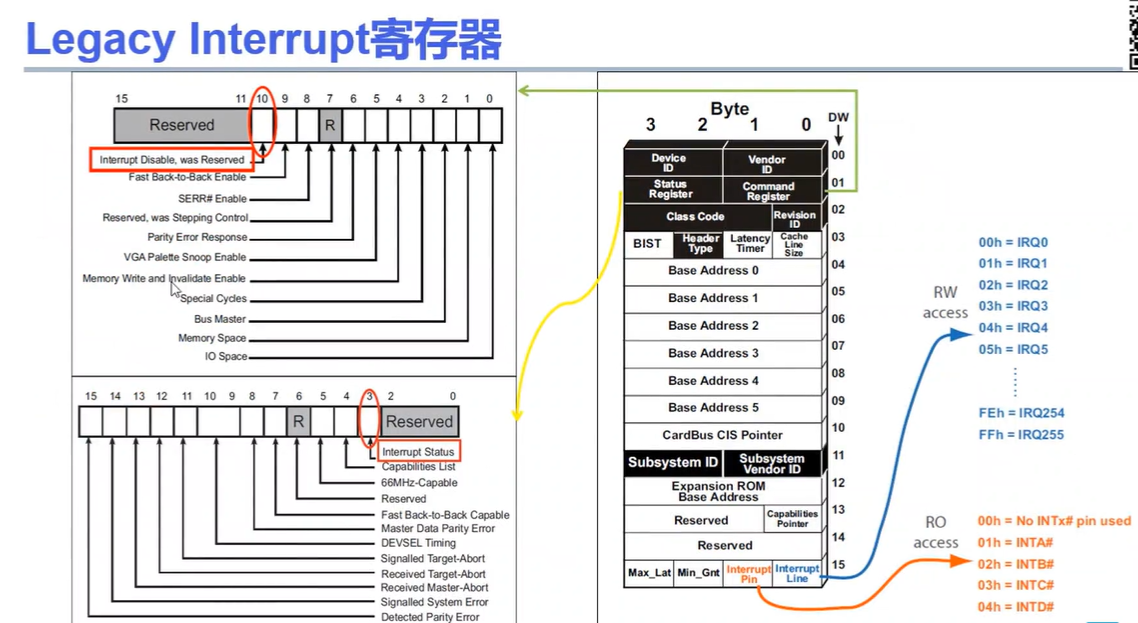 Legacy Interrupt寄存器
15 11 10 9 8 7 6 5 4 3 2 1 0
Reserved R
Interrupt Disable, was Reserved
Fast Back-to-Back Enable
SERR# Enable
Reserved, was Stepping Control
Parity Error Response
VGA Palette Snoop Enable
Memory Write and Invalidate Enable
Special Cycles
Bus Master
Memory Space
IO Space
15 14 13 12 11 10 9 8 7 6 5 4 3 2 0
R Reserved
Interrupt Status
Capabilities List
66MHz-Capable
Reserved
Fast Back-to-Back Capable
Master Data Parity Error
DEVSEL Timing
Signalled Target-Abort
Received Target-Abort
Received Master-Abort
Signalled System Error
Detected Parity Error
Byte
3 2 1 0 DW
Device
ID
Vendor
ID
00
Status
Register
Command
Register
01
Class Code
Revision
ID
02
BIST
Header
Type
Latency
Timer
Cache
Line
Size
03
Base Address 0
04
Base Address 1
05
Base Address 2
06
Base Address 3
07
Base Address 4
08
Base Address 5
09
CardBus CIS Pointer
10
Subsystem ID
Subsystem
Vendor ID
11
Expansion ROM
Base Address
12
Reserved
Capabilities
Pointer
13
Reserved
14
Max_Lat
Min_Gnt
Interrupt
Pin
Interrupt
Line
15
RW
access
00h = IRQ0
01h = IRQ1
02h = IRQ2
03h = IRQ3
04h = IRQ4
05h = IRQ5
FEh = IRQ254
FFh = IRQ255
RO
access
00h = No INTx# pin used
01h = INTA#
02h = INTB#
03h = INTC#
04h = INTD#